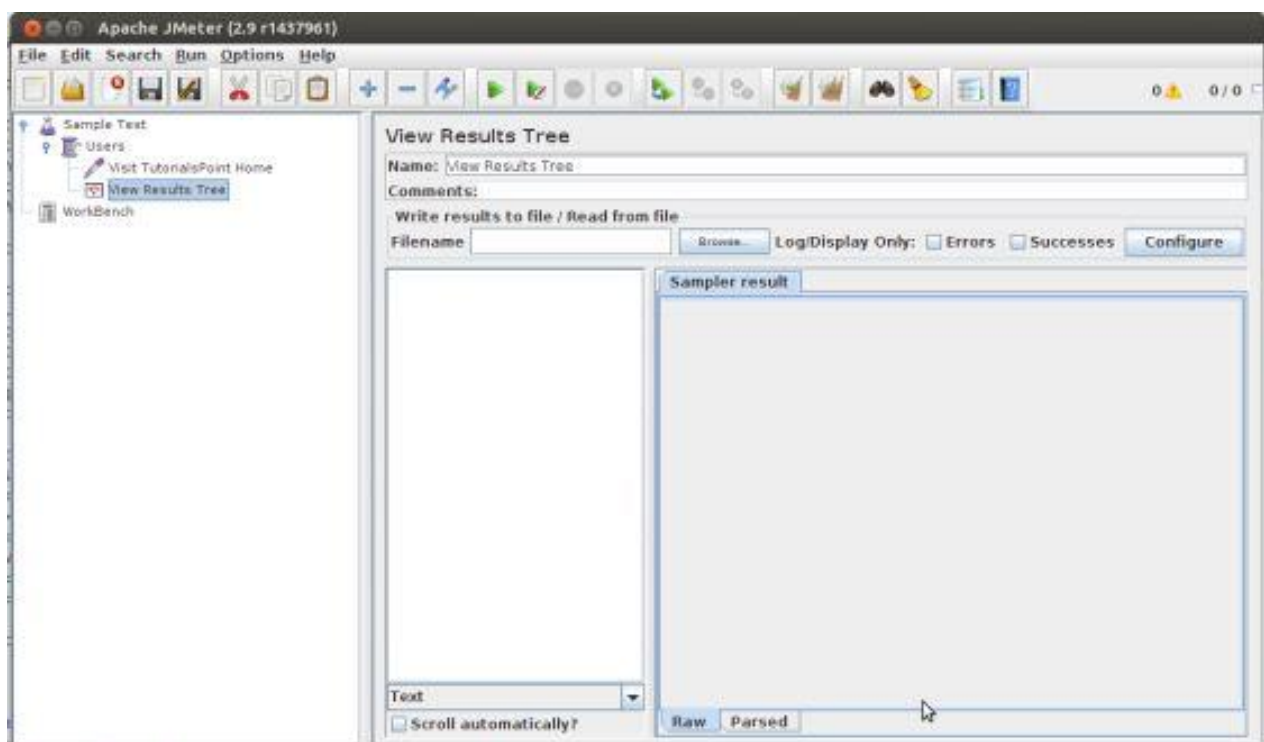 Apache JMeter (2.9 r1437961)
File Edit Search Run Options Help
0 0 / 0
Sample Test
Users
Visit TutorialsPoint Home
View Results Tree
WorkBench
View Results Tree
Name: View Results Tree
Comments:
Write results to file / Read from file
Filename Browse... Log/Display Only: Errors Successes Configure
Sampler result
Text
Scroll automatically?
Raw Parsed